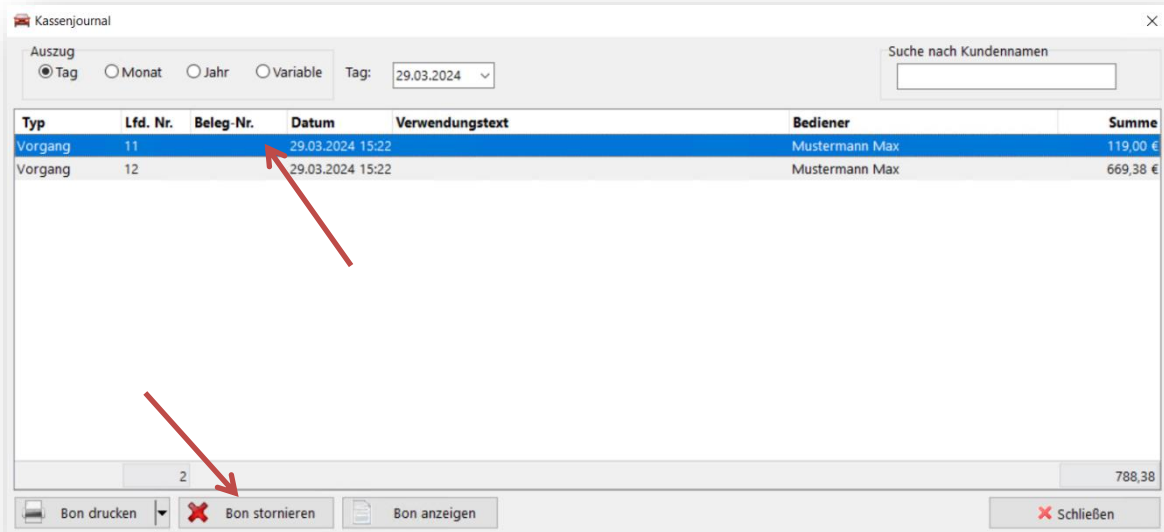 Kassenjournal
Auszug
Tag Monat Jahr Variable Tag: 29.03.2024
Suche nach Kundennamen
Typ Lfd. Nr. Beleg-Nr. Datum Verwendungstext Bediener Summe
Vorgang 11 29.03.2024 15:22 Mustermann Max 119,00 €
Vorgang 12 29.03.2024 15:22 Mustermann Max 669,38 €
2 788,38
Bon drucken Bon stornieren Bon anzeigen Schließen